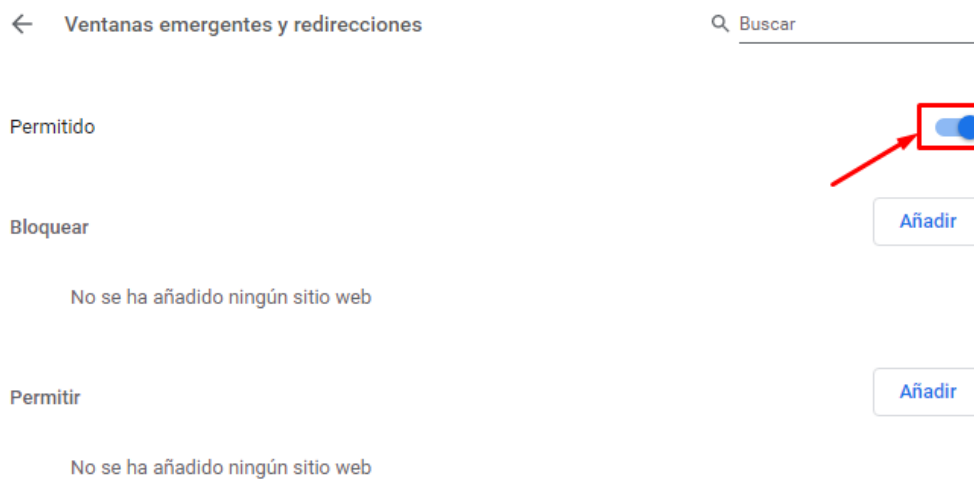 Ventanas emergentes y redirecciones
Buscar
Permitido
Bloquear
Añadir
No se ha añadido ningún sitio web
Permitir
Añadir
No se ha añadido ningún sitio web